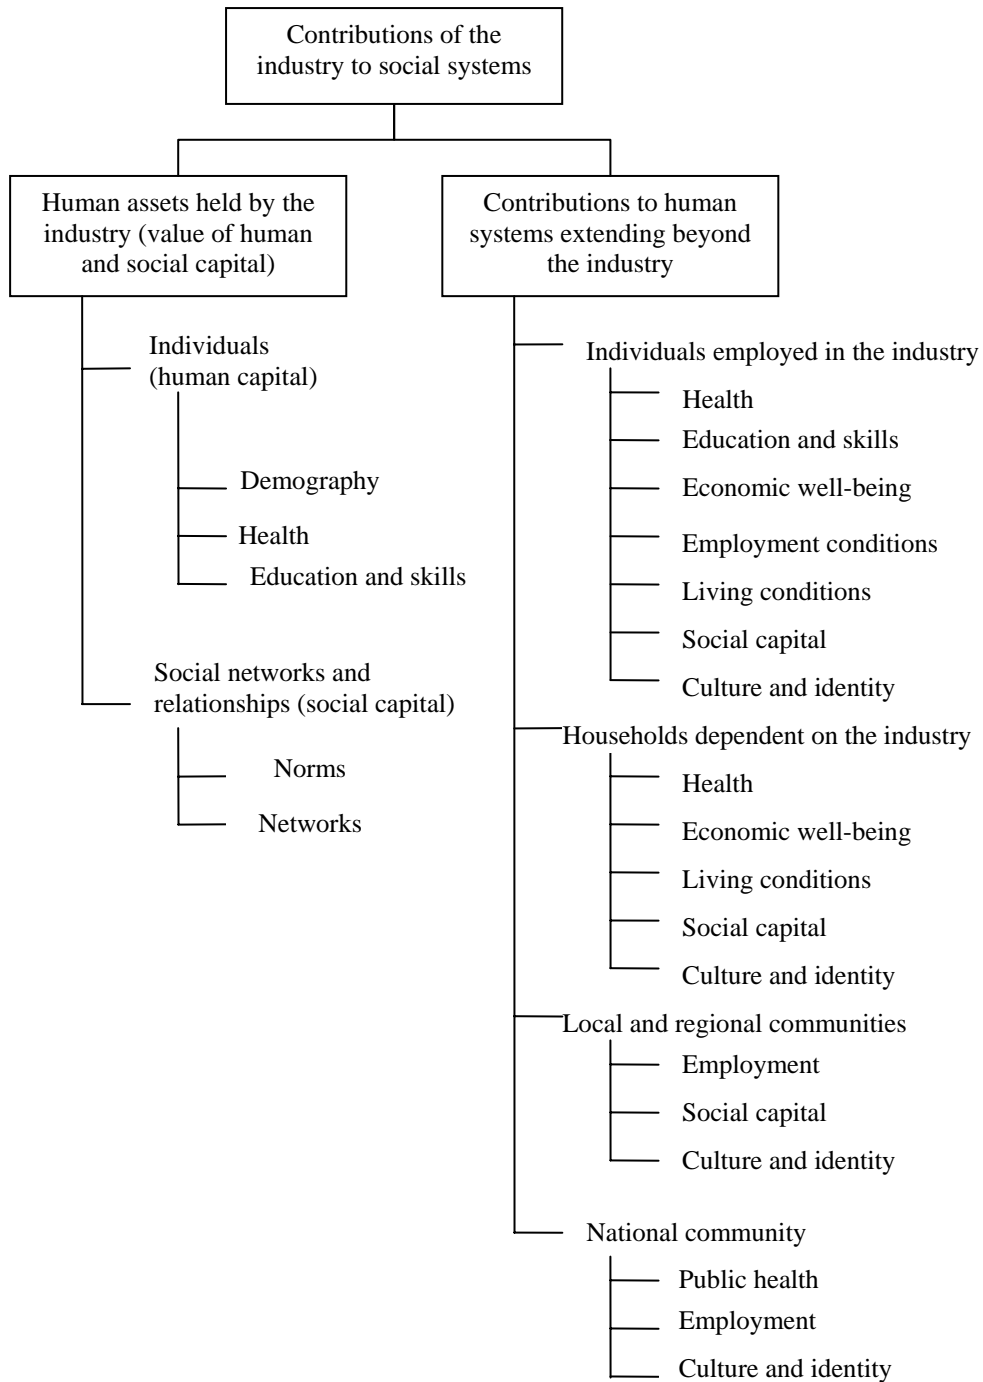 Contributions of the
industry to social systems
Human assets held by the
industry (value of human
and social capital)
Individuals
(human capital)
Demography
Health
Education and skills
Social networks and
relationships (social capital)
Norms
Networks
Contributions to human
systems extending beyond
the industry
Individuals employed in the industry
Health
Education and skills
Economic well-being
Employment conditions
Living conditions
Social capital
Culture and identity
Households dependent on the industry
Health
Economic well-being
Living conditions
Social capital
Culture and identity
Local and regional communities
Employment
Social capital
Culture and identity
National community
Public health
Employment
Culture and identity